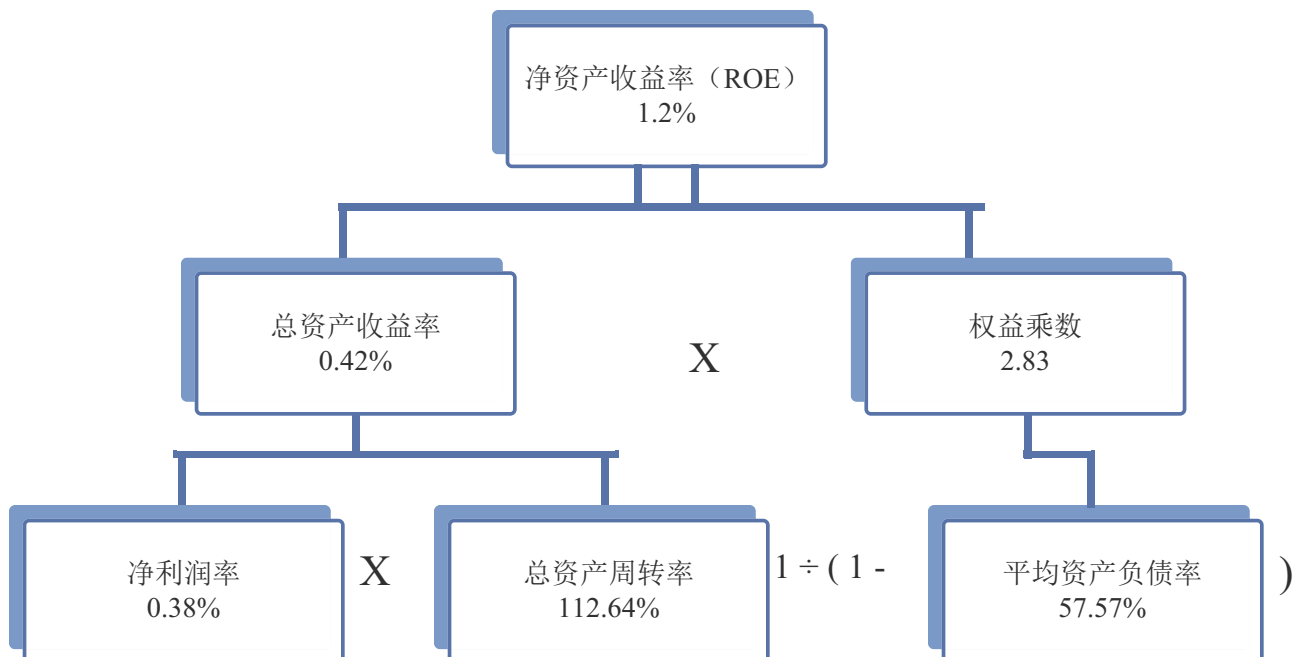 净资产收益率（ROE）
1.2%
总资产收益率
0.42%
X
权益乘数
2.83
净利润率
0.38%
X
总资产周转率
112.64%
1 ÷ ( 1 -
平均资产负债率
57.57%
)